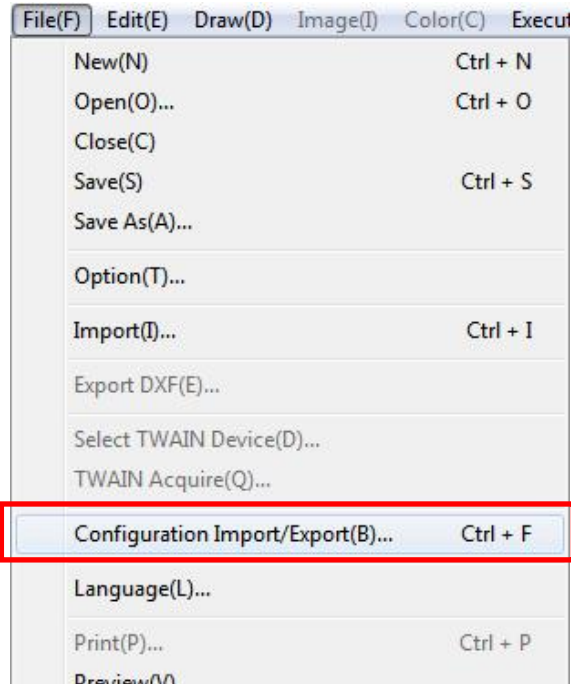 File(F) Edit(E) Draw(D) Image(I) Color(C) Execut
New(N) Ctrl + N
Open(O)... Ctrl + O
Close(C)
Save(S) Ctrl + S
Save As(A)...
Option(T)...
Import(I)... Ctrl + I
Export DXF(E)...
Select TWAIN Device(D)...
TWAIN Acquire(Q)...
Configuration Import/Export(B)... Ctrl + F
Language(L)...
Print(P)... Ctrl + P
Preview(V)